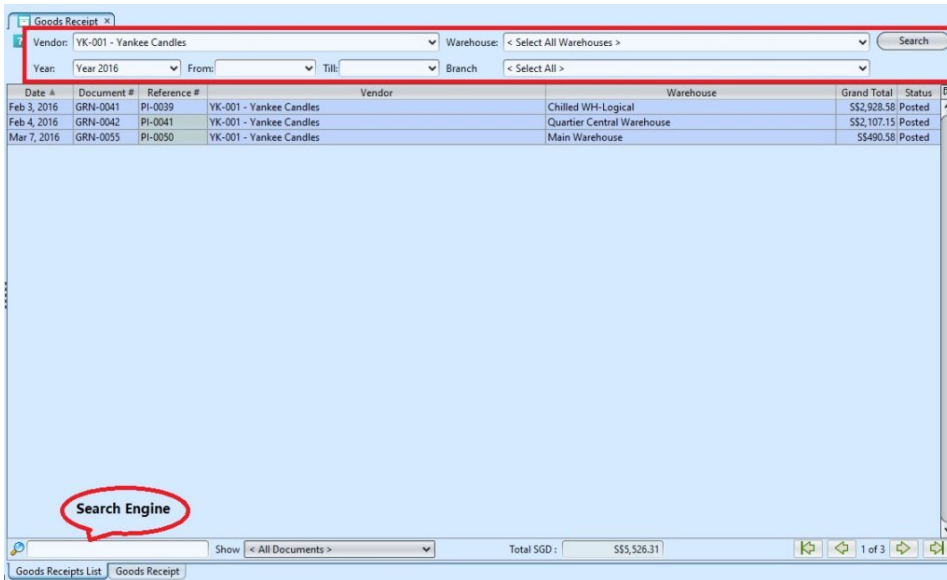 Goods Receipt ×
? Vendor: YK-001 - Yankee Candles Warehouse: < Select All Warehouses > Search
Year: Year 2016 From: Till: Branch < Select All >
Date Document # Reference # Vendor Warehouse Grand Total Status
Feb 3, 2016 GRN-0041 PI-0039 YK-001 - Yankee Candles Chilled WH-Logical S$2,928.58 Posted
Feb 4, 2016 GRN-0042 PI-0041 YK-001 - Yankee Candles Quartier Central Warehouse S$2,107.15 Posted
Mar 7, 2016 GRN-0055 PI-0050 YK-001 - Yankee Candles Main Warehouse S$490.58 Posted
Search Engine
Show < All Documents > Total SGD : S$5,526.31 1 of 3
Goods Receipts List Goods Receipt